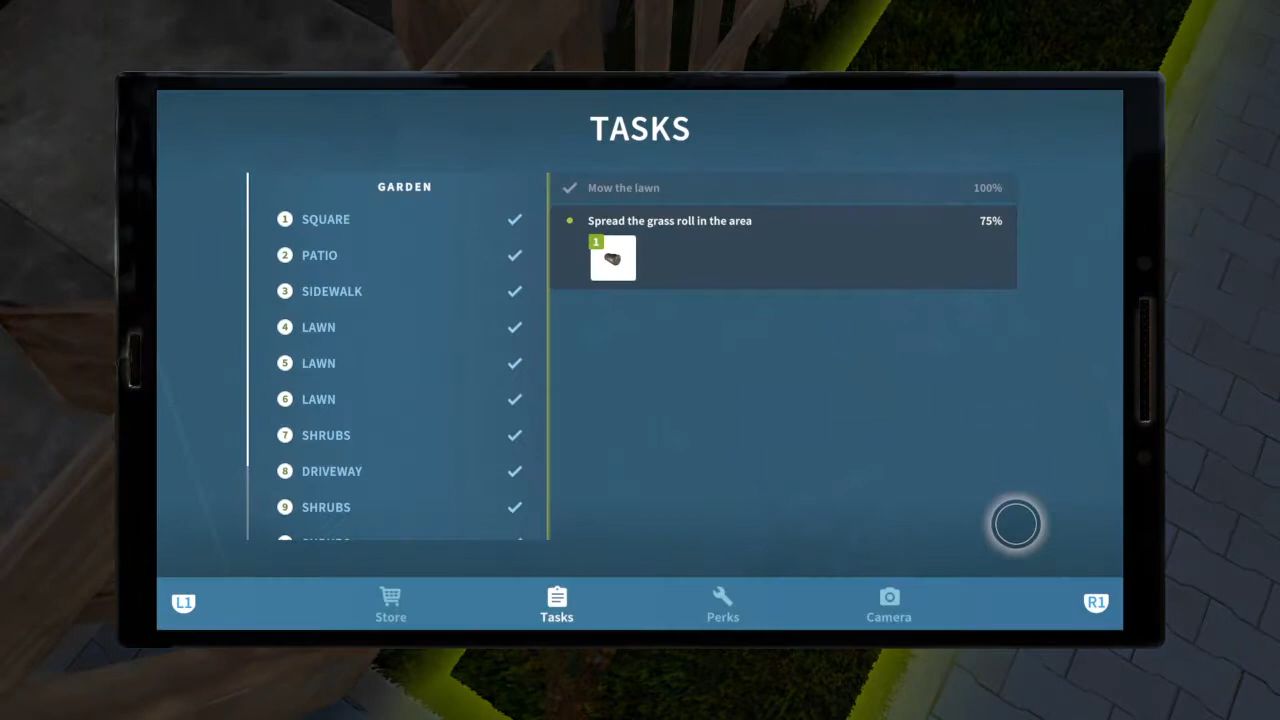 TASKS
GARDEN
1 SQUARE
2 PATIO
3 SIDEWALK
4 LAWN
5 LAWN
6 LAWN
7 SHRUBS
8 DRIVEWAY
9 SHRUBS
Mow the lawn 100%
Spread the grass roll in the area 75%
1
L1
Store
Tasks
Perks
Camera
R1